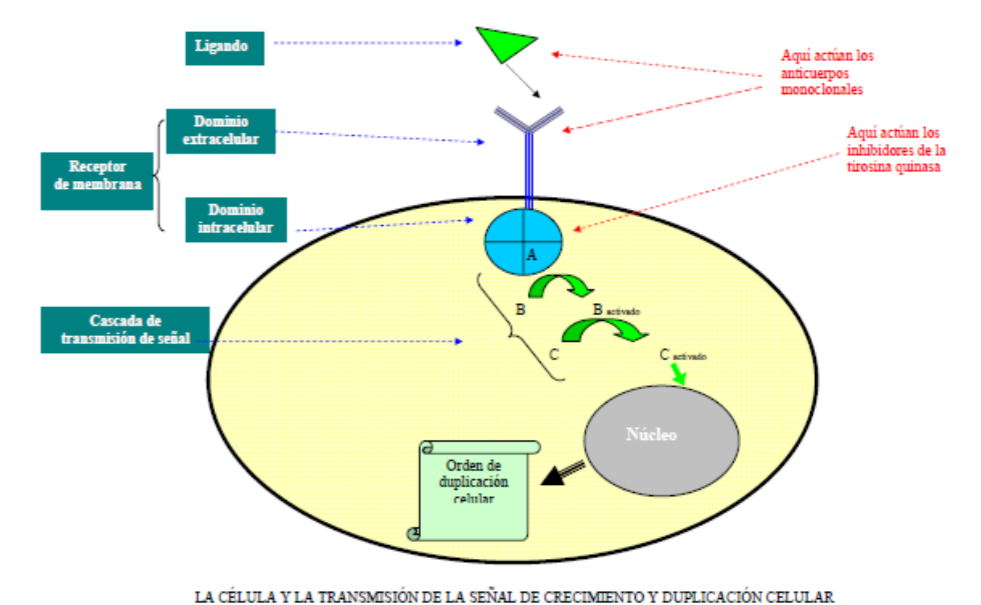 Ligando
Aquí actúan los
anticuerpos
monoclonales
Dominio
extracelular
Aquí actúan los
inhibidores de la
tirosina quinasa
Receptor
de membrana
Dominio
intracelular
A
B
B activado
Cascada de
transmisión de señal
C
C activado
Núcleo
Orden de
duplicación
celular
LA CÉLULA Y LA TRANSMISIÓN DE LA SEÑAL DE CRECIMIENTO Y DUPLICACIÓN CELULAR